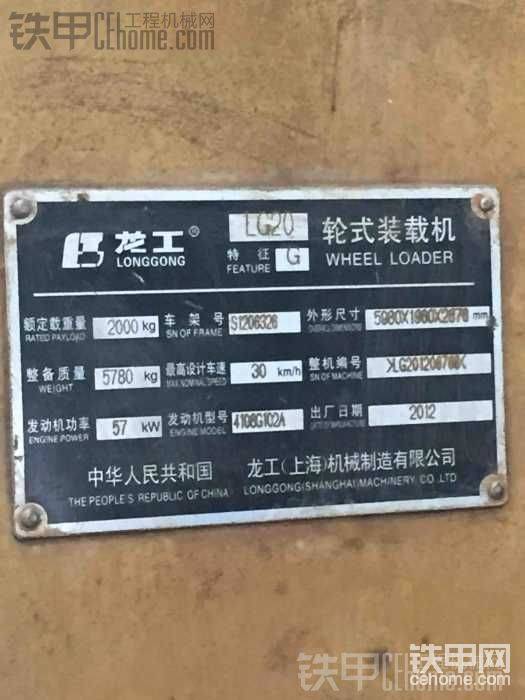 铁甲工程机械网
CEhome.com
LG20
龙工®
LONGGONG
特征 G
FEATURE
轮式装载机
WHEEL LOADER
额定载重量 2000 kg 车架号 S1206326 外形尺寸 mm
RATED PAYLOAD SN OF FRAME OVERALL DIMENSIONS
整备质量 5780 kg 最高设计车速 30 km/h 整机编号
WEIGHT MAX. NOMINAL SPEED SN OF MACHINE
发动机功率 57 kW 发动机型号 4108G102A 出厂日期 2012
ENGINE POWER ENGINE MODEL DATE OF MANUFACTURE
中华人民共和国 龙工(上海)机械制造有限公司
THE PEOPLE'S REPUBLIC OF CHINA LONGGONG(SHANGHAI)MACHINERY CO.,LTD
铁甲网
cehome.com